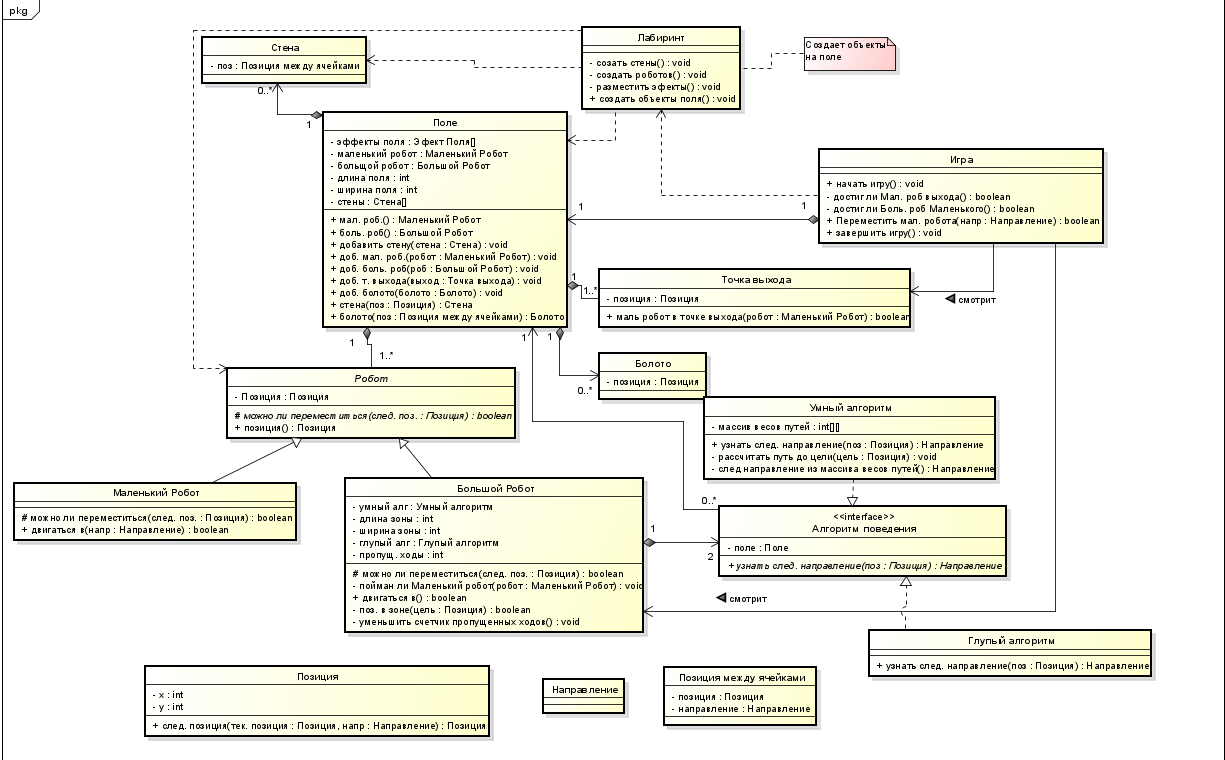 pkg
Стена
- поз : Позиция между ячейками
0..*
1
Лабиринт
- созать стены() : void
- создать роботов() : void
- разместить эфекты() : void
+ создать объекты поля() : void
Создает объекты
на поле
Поле
- эффекты поля : Эфект Поля[]
- маленький робот : Маленький Робот
- большой робот : Большой Робот
- длина поля : int
- ширина поля : int
- стены : Стена[]
+ мал. роб.() : Маленький Робот
+ боль. роб() : Большой Робот
+ добавить стену(стена : Стена) : void
+ доб. мал. роб.(робот : Маленький Робот) : void
+ доб. боль. роб(роб : Большой Робот) : void
+ доб. т. выхода(выход : Точка выхода) : void
+ доб. болото(болото : Болото) : void
+ стена(поз : Позиция) : Стена
+ болото(поз : Позиция между ячейками) : Болото
Игра
+ начать игру() : void
- достигли Мал. роб выхода() : boolean
- достигли Боль. роб Маленького() : boolean
+ Переместить мал. робота(напр : Направление) : boolean
+ завершить игру() : void
1
1
Точка выхода
- позиция : Позиция
+ маль робот в точке выхода(робот : Маленький Робот) : boolean
1
1..*
смотрит
1
1..*
1
1
Болото
- позиция : Позиция
0..*
Робот
- Позиция : Позиция
# можно ли переместиться(след. поз. : Позиция) : boolean
+ позиция() : Позиция
Умный алгоритм
- массив весов путей : int[][]
+ узнать след. направление(поз : Позиция) : Направление
- рассчитать путь до цели(цель : Позиция) : void
- след направление из массива весов путей() : Направление
Маленький Робот
# можно ли переместиться(след. поз. : Позиция) : boolean
+ двигаться в(напр : Направление) : boolean
Большой Робот
- умный алг : Умный алгоритм
- длина зоны : int
- ширина зоны : int
- глупый алг : Глупый алгоритм
- пропущ. ходы : int
# можно ли переместиться(след. поз. : Позиция) : boolean
- пойман ли Маленький робот(робот : Маленький Робот) : void
+ двигаться в() : boolean
- поз. в зоне(цель : Позиция) : boolean
- уменьшить счетчик пропущенных ходов() : void
0..*
1
2
<<interface>>
Алгоритм поведения
- поле : Поле
+ узнать след. направление(поз : Позиция) : Направление
смотрит
Глупый алгоритм
+ узнать след. направление(поз : Позиция) : Направление
Позиция
- x : int
- y : int
+ след. позиция(тек. позиция : Позиция, напр : Направление) : Позиция
Направление
Позиция между ячейками
- позиция : Позиция
- направление : Направление